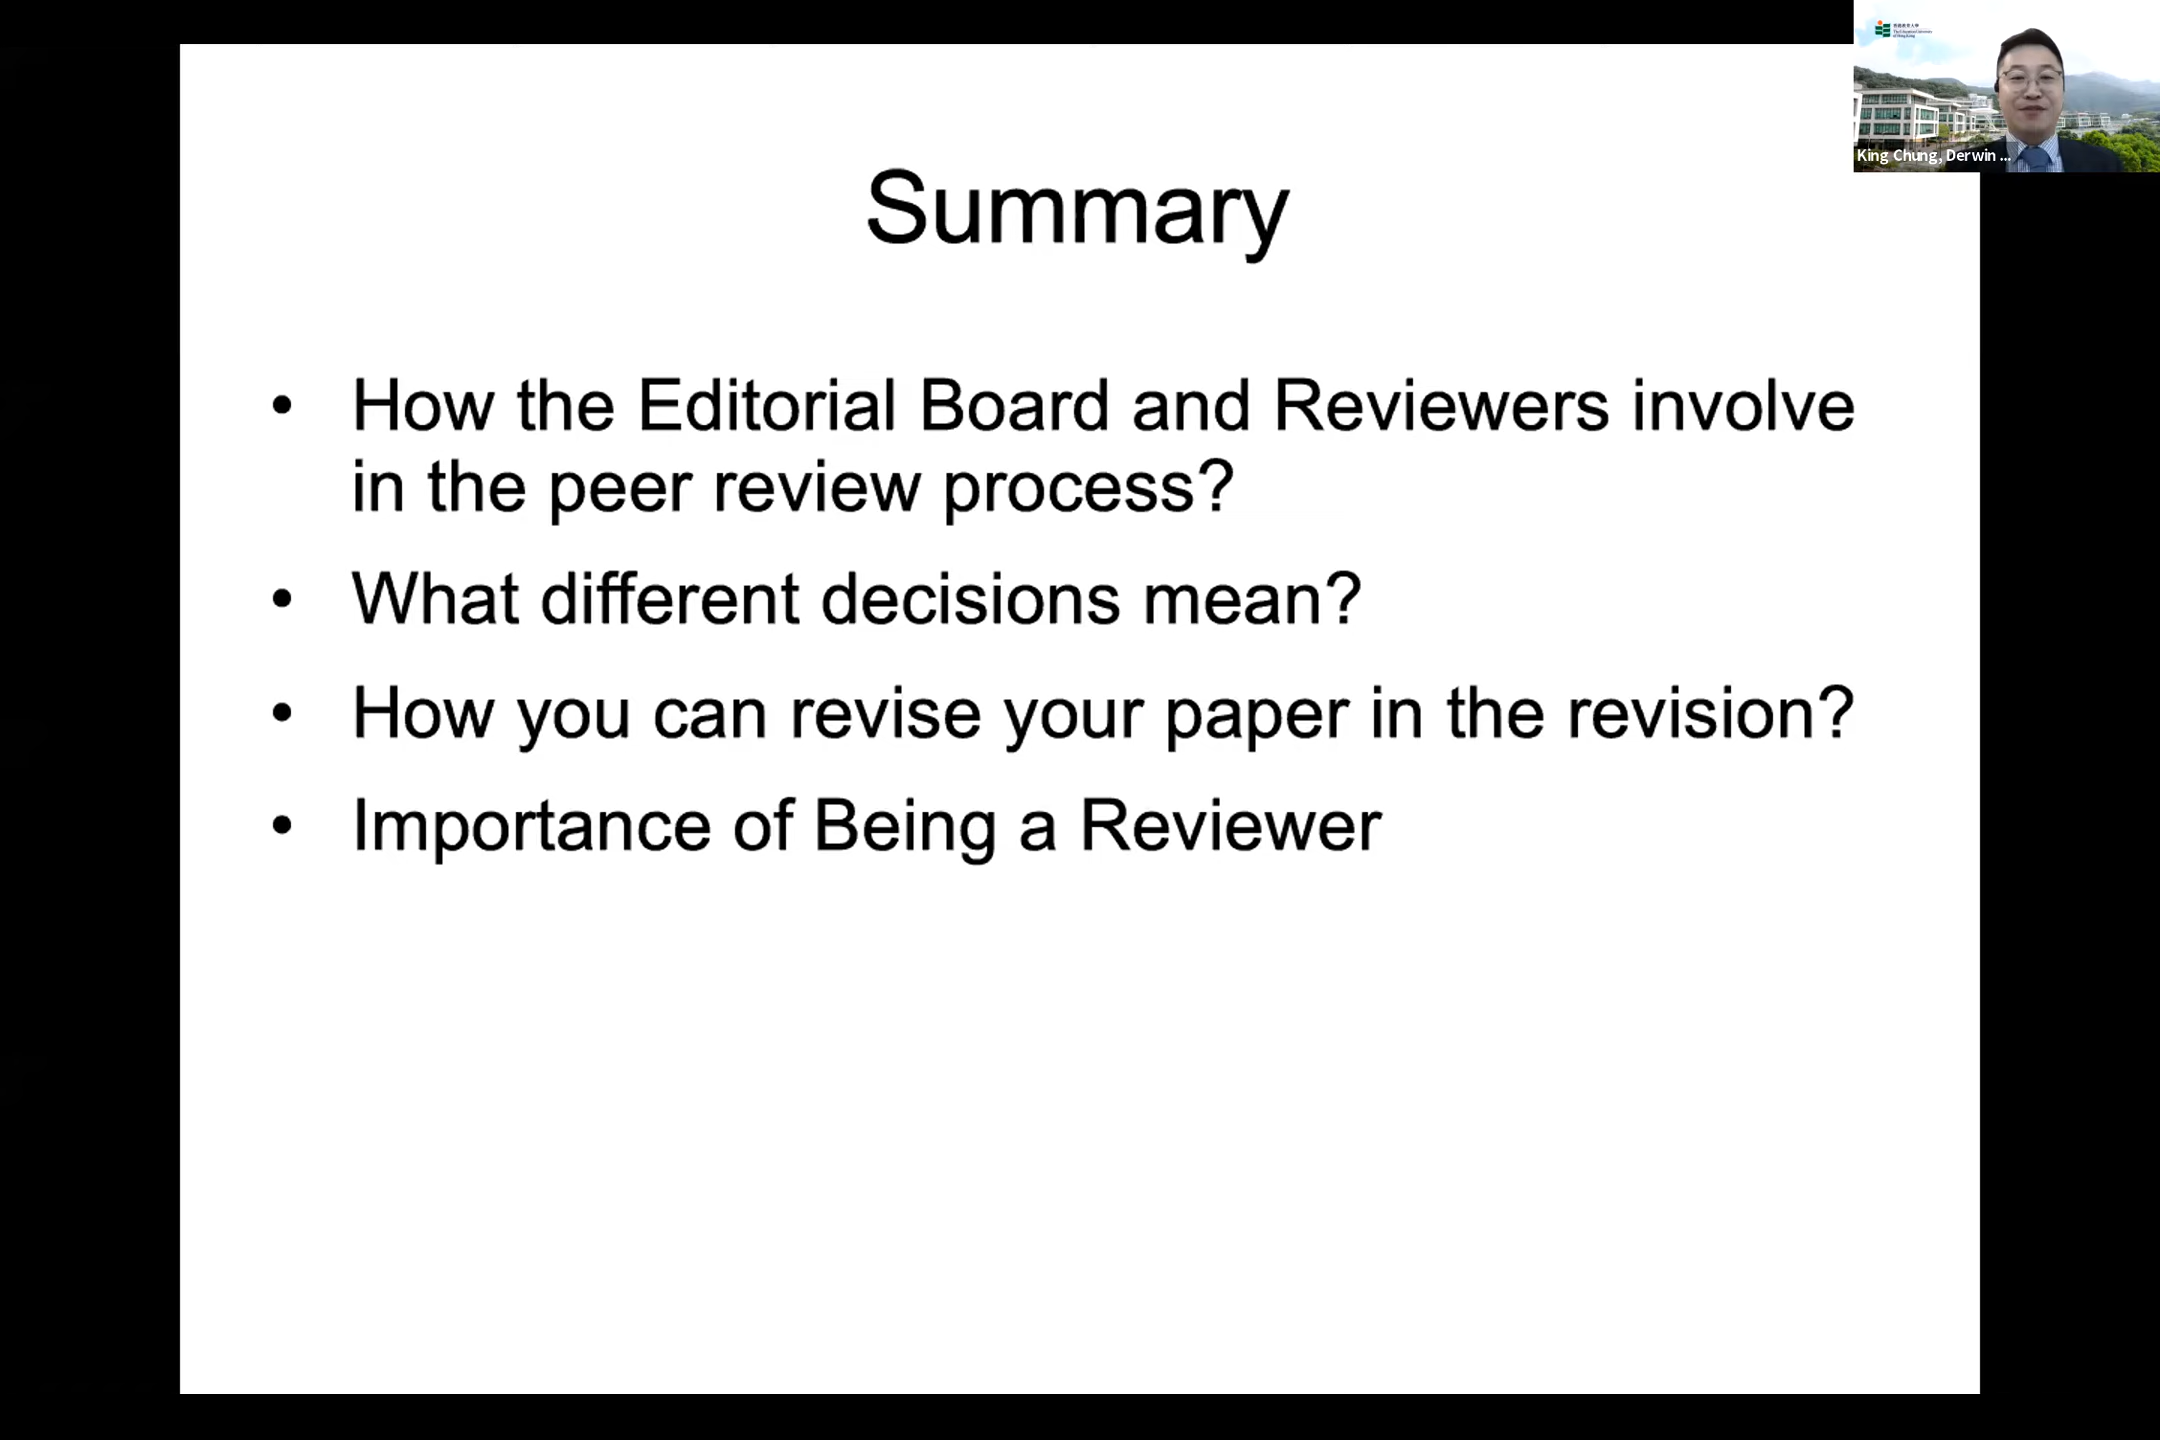 Summary
• How the Editorial Board and Reviewers involve
in the peer review process?
• What different decisions mean?
• How you can revise your paper in the revision?
• Importance of Being a Reviewer
King Chung, Derwin ...